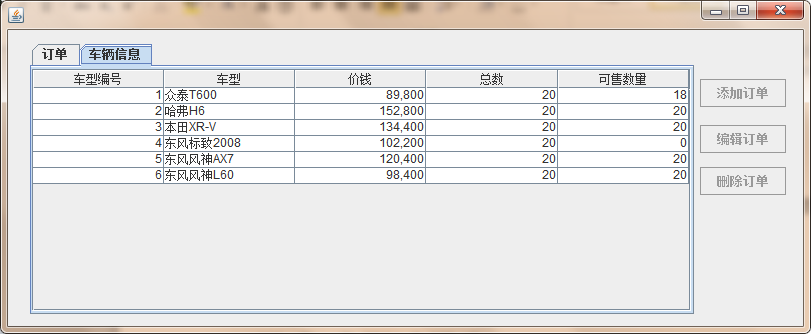 订单 车辆信息
车型编号 车型 价钱 总数 可售数量
1 众泰T600 89,800 20 18
2 哈弗H6 152,800 20 20
3 本田XR-V 134,400 20 20
4 东风标致2008 102,200 20 0
5 东风风神AX7 120,400 20 20
6 东风风神L60 98,400 20 20
添加订单
编辑订单
删除订单